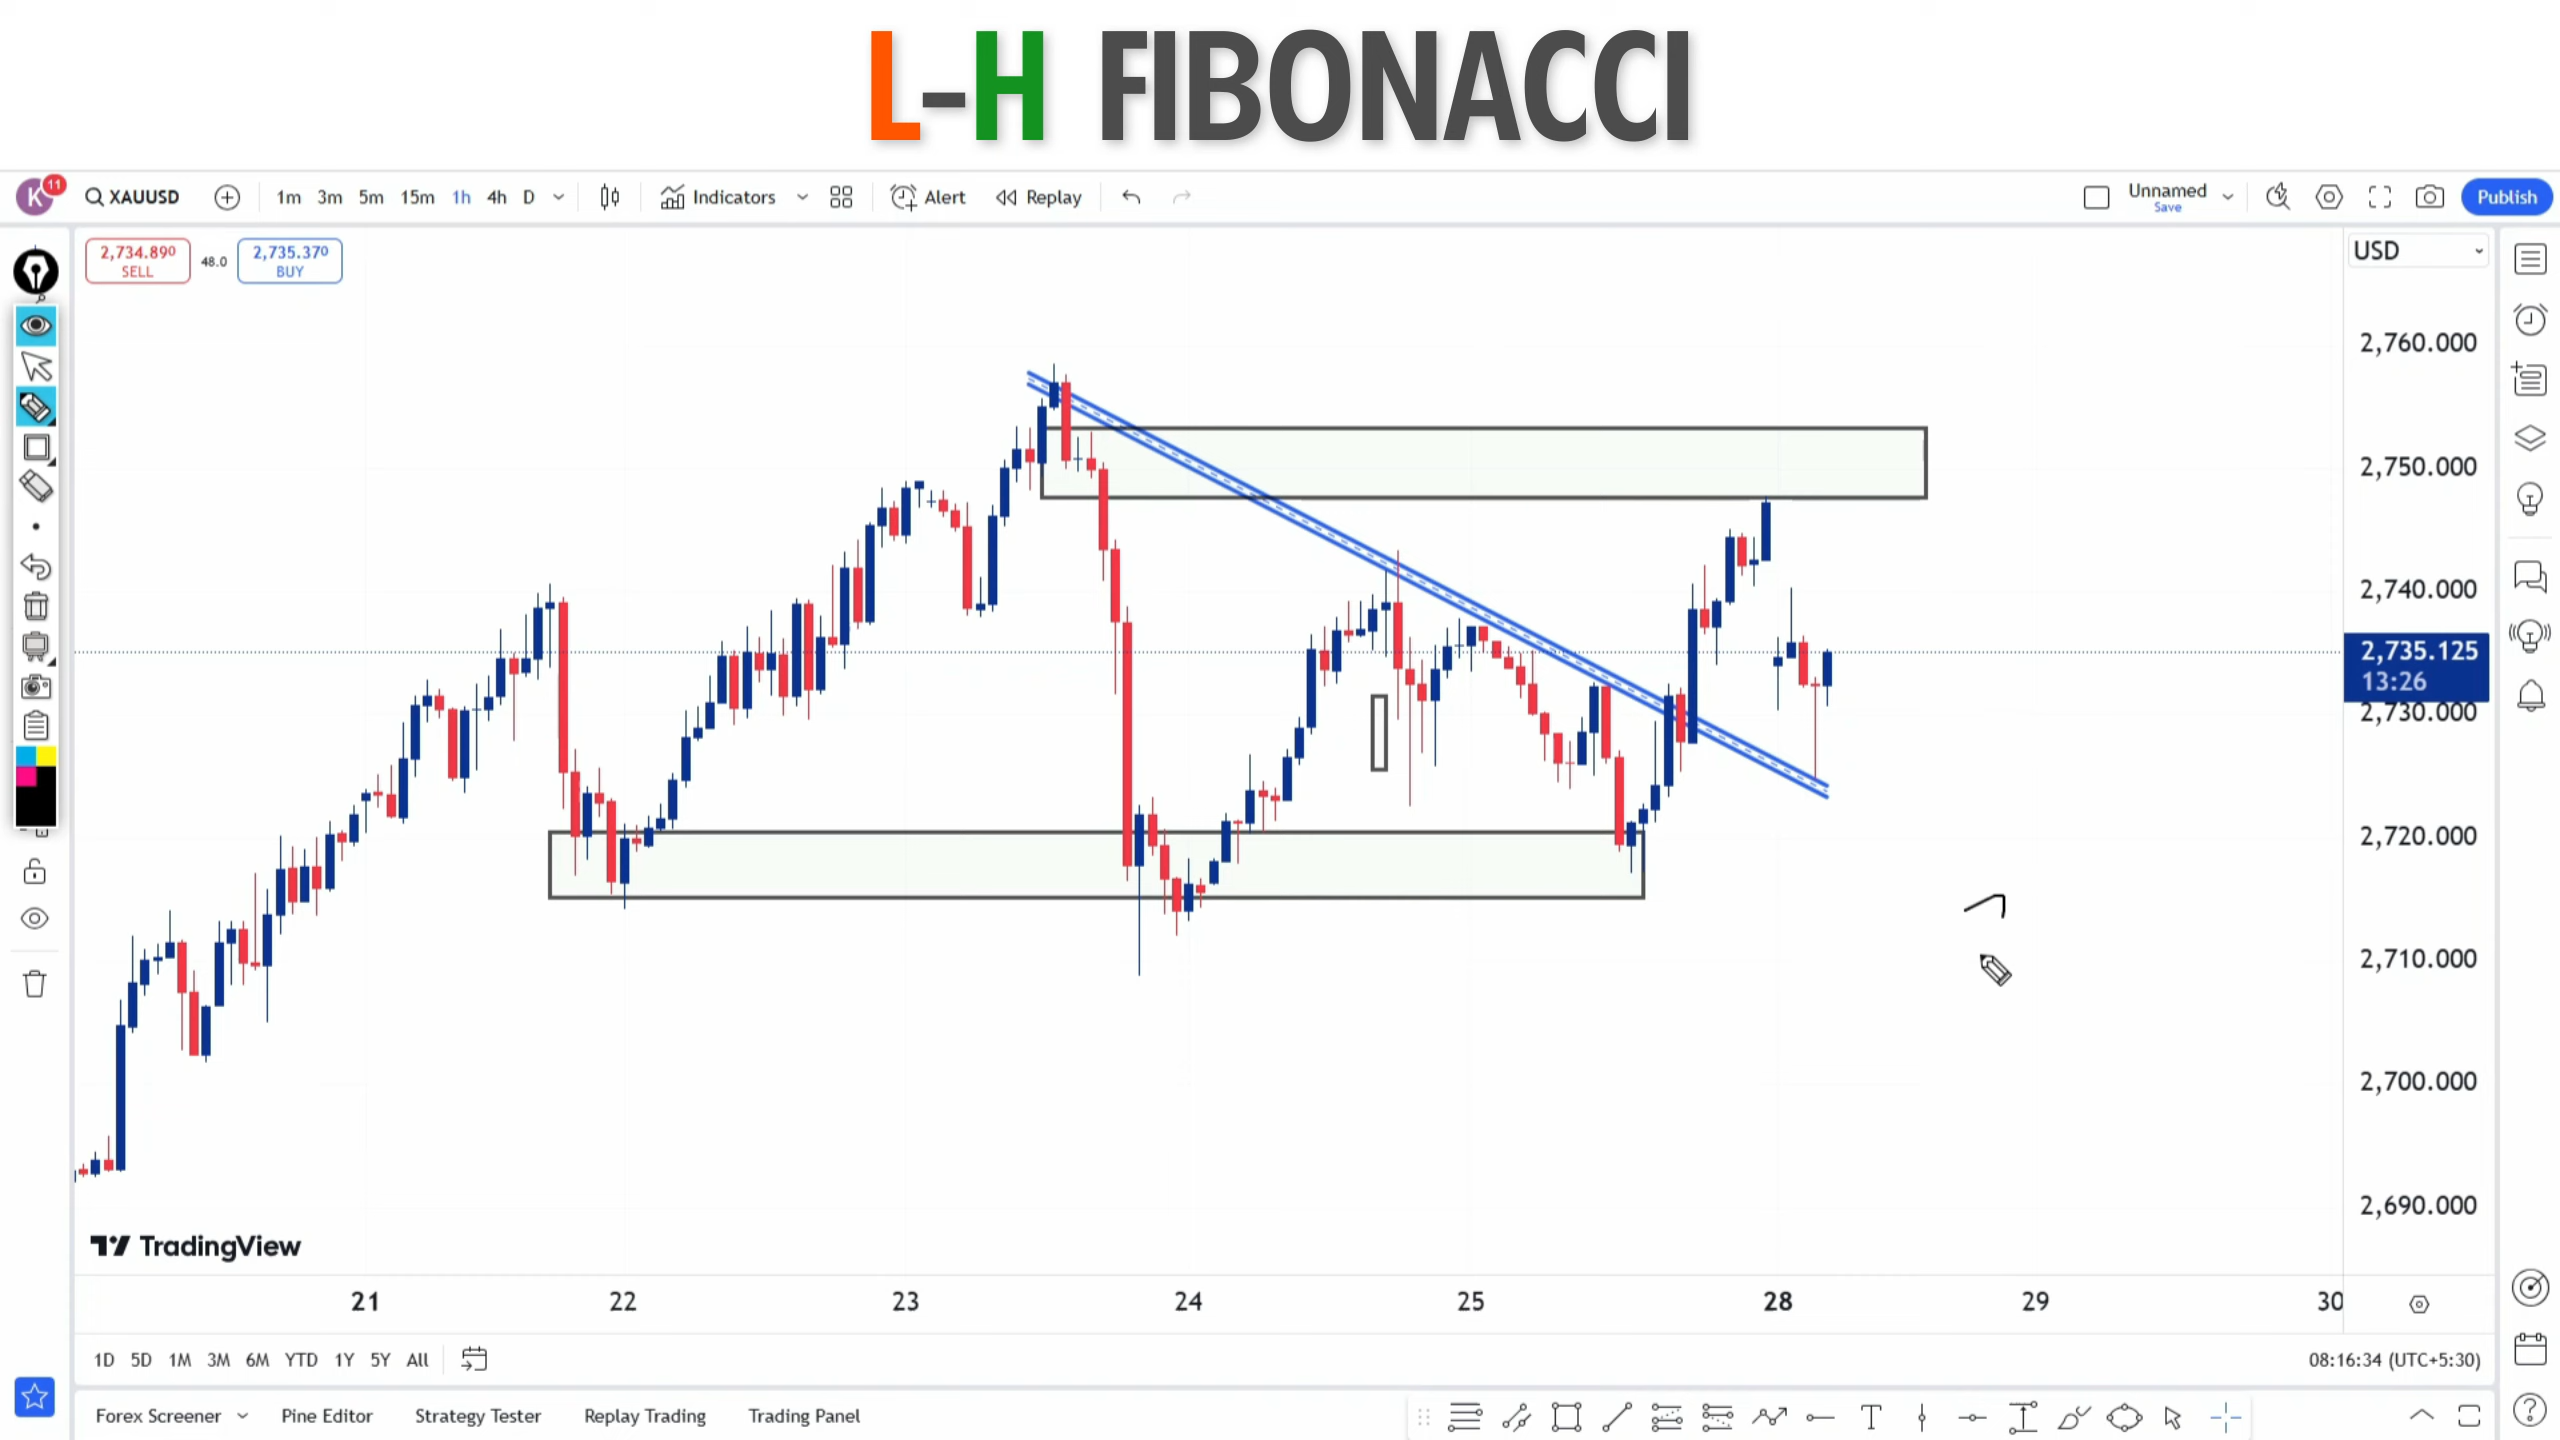 L-H FIBONACCI
K 11 XAUUSD 1m 3m 5m 15m 1h 4h D Indicators Alert Replay Unnamed Save Publish
2,734.890 SELL 48.0 2,735.370 BUY USD
2,760.000
2,750.000
2,740.000
2,735.125
13:26
2,730.000
2,720.000
2,710.000
2,700.000
2,690.000
TradingView
21 22 23 24 25 28 29 30
1D 5D 1M 3M 6M YTD 1Y 5Y All 08:16:34 (UTC+5:30)
Forex Screener Pine Editor Strategy Tester Replay Trading Trading Panel